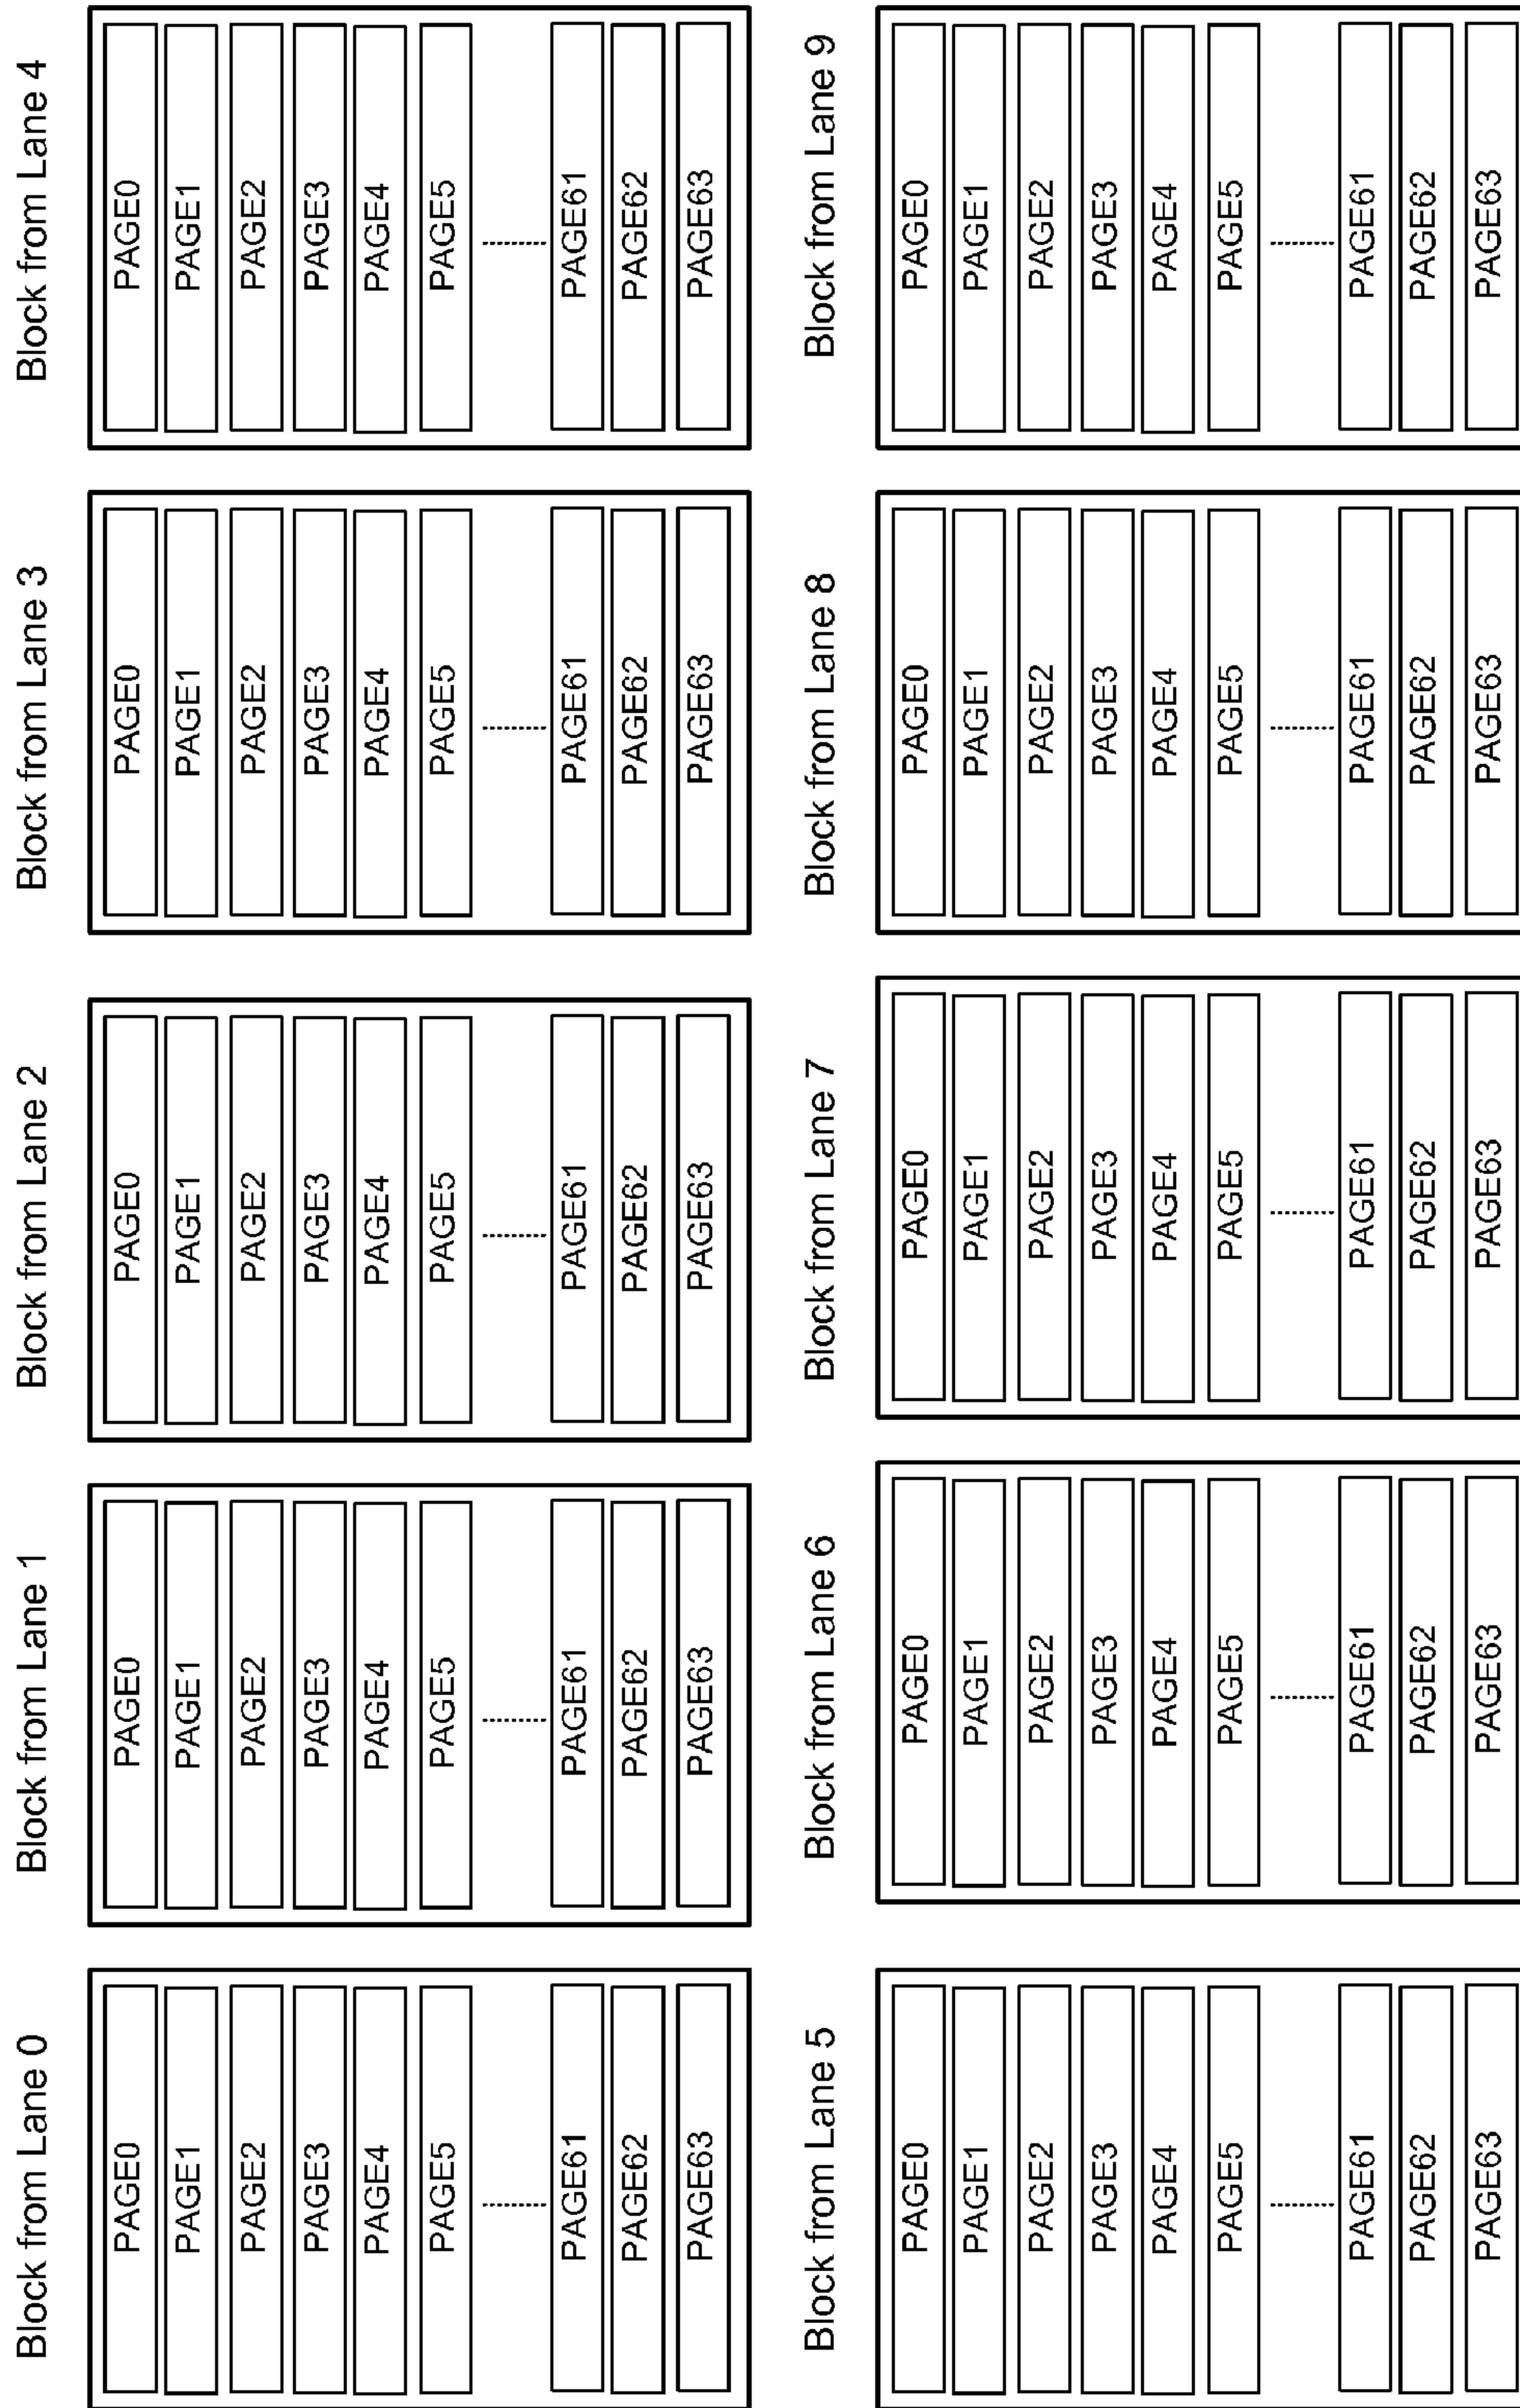 Block from Lane 0
PAGE0
PAGE1
PAGE2
PAGE3
PAGE4
PAGE5
PAGE61
PAGE62
PAGE63
Block from Lane 1
PAGE0
PAGE1
PAGE2
PAGE3
PAGE4
PAGE5
PAGE61
PAGE62
PAGE63
Block from Lane 2
PAGE0
PAGE1
PAGE2
PAGE3
PAGE4
PAGE5
PAGE61
PAGE62
PAGE63
Block from Lane 3
PAGE0
PAGE1
PAGE2
PAGE3
PAGE4
PAGE5
PAGE61
PAGE62
PAGE63
Block from Lane 4
PAGE0
PAGE1
PAGE2
PAGE3
PAGE4
PAGE5
PAGE61
PAGE62
PAGE63
Block from Lane 5
PAGE0
PAGE1
PAGE2
PAGE3
PAGE4
PAGE5
PAGE61
PAGE62
PAGE63
Block from Lane 6
PAGE0
PAGE1
PAGE2
PAGE3
PAGE4
PAGE5
PAGE61
PAGE62
PAGE63
Block from Lane 7
PAGE0
PAGE1
PAGE2
PAGE3
PAGE4
PAGE5
PAGE61
PAGE62
PAGE63
Block from Lane 8
PAGE0
PAGE1
PAGE2
PAGE3
PAGE4
PAGE5
PAGE61
PAGE62
PAGE63
Block from Lane 9
PAGE0
PAGE1
PAGE2
PAGE3
PAGE4
PAGE5
PAGE61
PAGE62
PAGE63